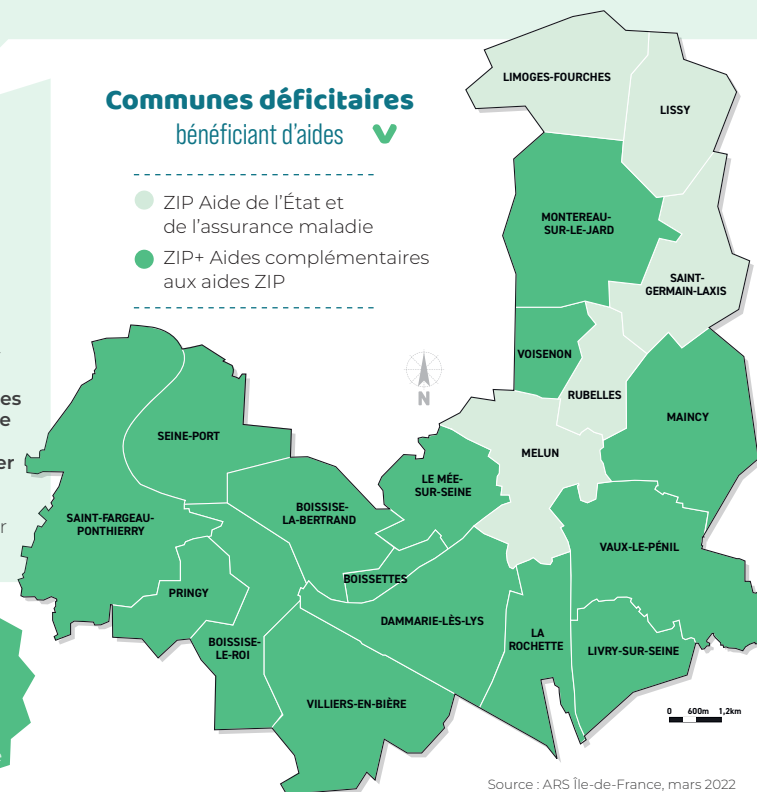 Communes déficitaires
bénéficiant d'aides
ZIP Aide de l'État et
de l'assurance maladie
ZIP+ Aides complémentaires
aux aides ZIP
LIMOGES-FOURCHES
LISSY
MONTEREAU-
SUR-LE-JARD
SAINT-
GERMAIN-LAXIS
VOISENON
RUBELLES
MAINCY
N
MELUN
SEINE-PORT
LE MÉE-
SUR-SEINE
BOISSISE-
LA-BERTRAND
SAINT-FARGEAU-
PONTHIERRY
VAUX-LE-PÉNIL
BOISSETTES
PRINGY
DAMMARIE-LÈS-LYS
LA
ROCHETTE
BOISSISE-
LE-ROI
LIVRY-SUR-SEINE
VILLIERS-EN-BIÈRE
0 600m 1,2km
Source : ARS Île-de-France, mars 2022